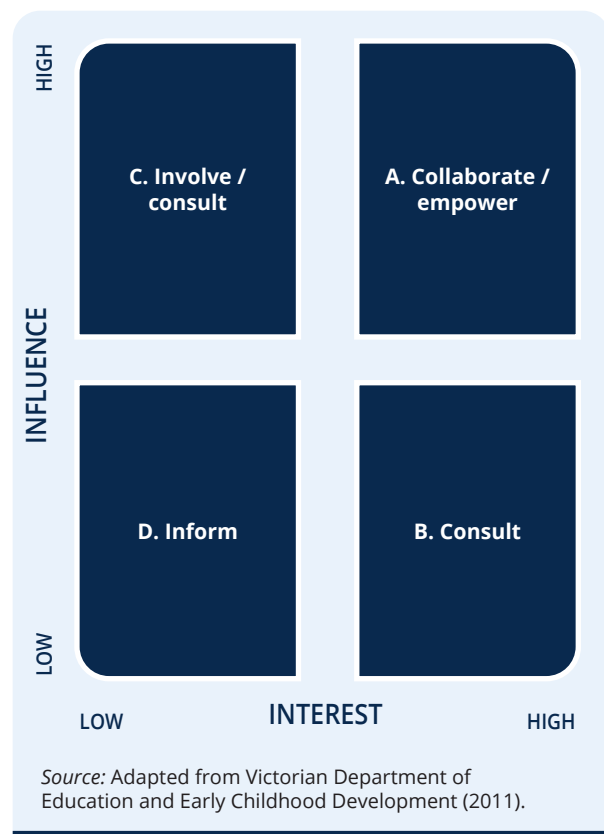 HIGH
C. Involve /
consult
A. Collaborate /
empower
INFLUENCE
D. Inform
B. Consult
LOW
LOW
INTEREST
HIGH
Source: Adapted from Victorian Department of
Education and Early Childhood Development (2011).